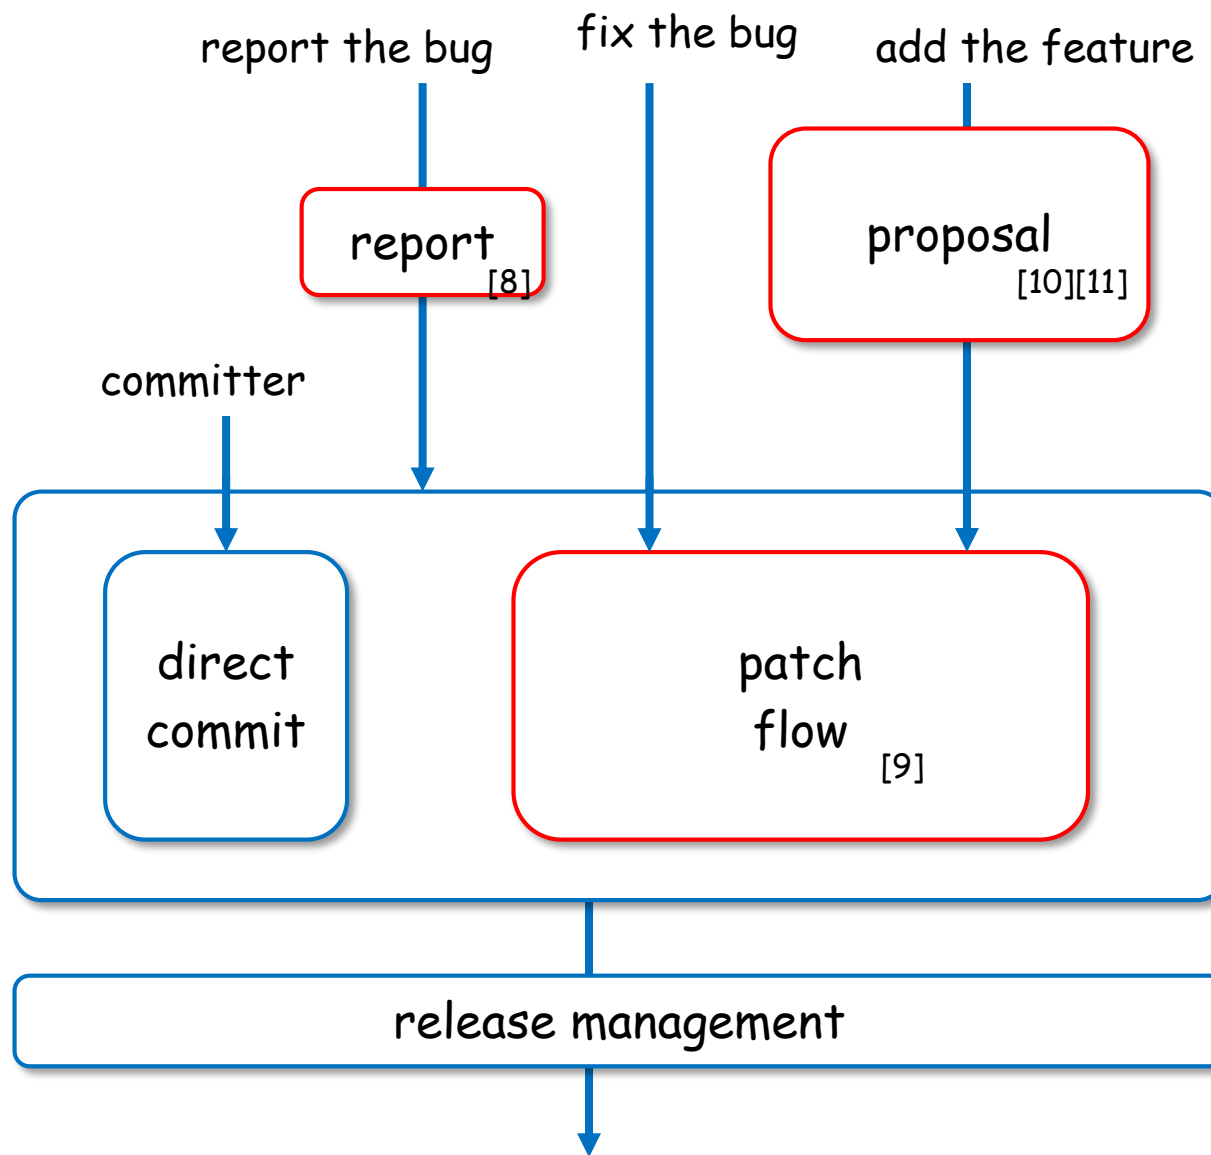 report the bug
fix the bug
add the feature
report
[8]
proposal
[10][11]
committer
direct
commit
patch
flow
[9]
release management